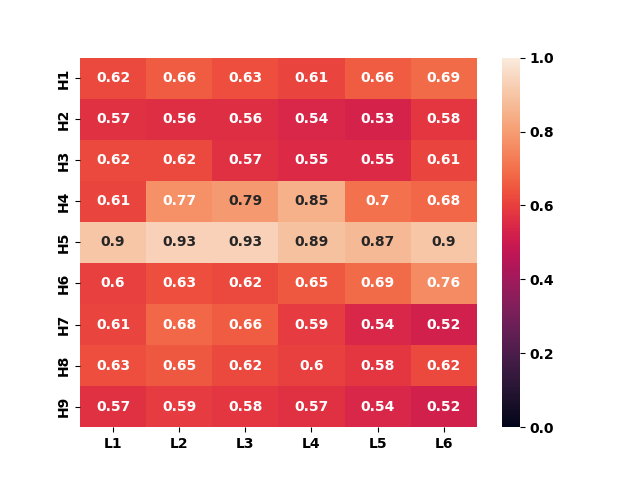 H1 0.62 0.66 0.63 0.61 0.66 0.69
H2 0.57 0.56 0.56 0.54 0.53 0.58
H3 0.62 0.62 0.57 0.55 0.55 0.61
H4 0.61 0.77 0.79 0.85 0.7 0.68
H5 0.9 0.93 0.93 0.89 0.87 0.9
H6 0.6 0.63 0.62 0.65 0.69 0.76
H7 0.61 0.68 0.66 0.59 0.54 0.52
H8 0.63 0.65 0.62 0.6 0.58 0.62
H9 0.57 0.59 0.58 0.57 0.54 0.52
L1 L2 L3 L4 L5 L6
1.0
0.8
0.6
0.4
0.2
0.0